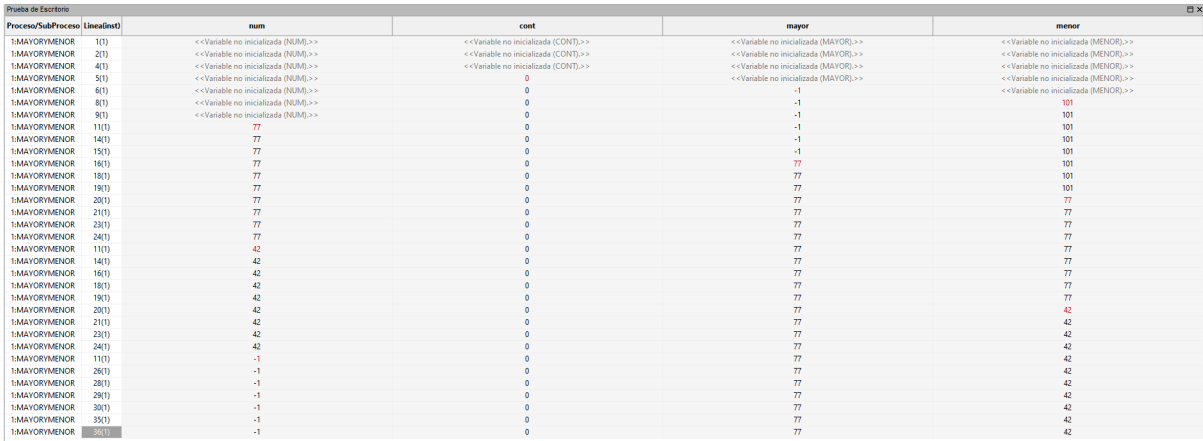 Prueba de Escritorio
Proceso/SubProceso Linea(inst) num cont mayor menor
1:MAYORYMENOR 1(1) <<Variable no inicializada (NUM).>> <<Variable no inicializada (CONT).>> <<Variable no inicializada (MAYOR).>> <<Variable no inicializada (MENOR).>>
1:MAYORYMENOR 2(1) <<Variable no inicializada (NUM).>> <<Variable no inicializada (CONT).>> <<Variable no inicializada (MAYOR).>> <<Variable no inicializada (MENOR).>>
1:MAYORYMENOR 4(1) <<Variable no inicializada (NUM).>> <<Variable no inicializada (CONT).>> <<Variable no inicializada (MAYOR).>> <<Variable no inicializada (MENOR).>>
1:MAYORYMENOR 5(1) <<Variable no inicializada (NUM).>> 0 <<Variable no inicializada (MAYOR).>> <<Variable no inicializada (MENOR).>>
1:MAYORYMENOR 6(1) <<Variable no inicializada (NUM).>> 0 -1 <<Variable no inicializada (MENOR).>>
1:MAYORYMENOR 8(1) <<Variable no inicializada (NUM).>> 0 -1 101
1:MAYORYMENOR 9(1) <<Variable no inicializada (NUM).>> 0 -1 101
1:MAYORYMENOR 11(1) 77 0 -1 101
1:MAYORYMENOR 14(1) 77 0 -1 101
1:MAYORYMENOR 15(1) 77 0 -1 101
1:MAYORYMENOR 16(1) 77 0 77 101
1:MAYORYMENOR 18(1) 77 0 77 101
1:MAYORYMENOR 19(1) 77 0 77 101
1:MAYORYMENOR 20(1) 77 0 77 77
1:MAYORYMENOR 21(1) 77 0 77 77
1:MAYORYMENOR 23(1) 77 0 77 77
1:MAYORYMENOR 24(1) 77 0 77 77
1:MAYORYMENOR 11(1) 42 0 77 77
1:MAYORYMENOR 14(1) 42 0 77 77
1:MAYORYMENOR 16(1) 42 0 77 77
1:MAYORYMENOR 18(1) 42 0 77 77
1:MAYORYMENOR 19(1) 42 0 77 77
1:MAYORYMENOR 20(1) 42 0 77 42
1:MAYORYMENOR 21(1) 42 0 77 42
1:MAYORYMENOR 23(1) 42 0 77 42
1:MAYORYMENOR 24(1) 42 0 77 42
1:MAYORYMENOR 11(1) -1 0 77 42
1:MAYORYMENOR 26(1) -1 0 77 42
1:MAYORYMENOR 28(1) -1 0 77 42
1:MAYORYMENOR 29(1) -1 0 77 42
1:MAYORYMENOR 30(1) -1 0 77 42
1:MAYORYMENOR 35(1) -1 0 77 42
1:MAYORYMENOR 36(1) -1 0 77 42